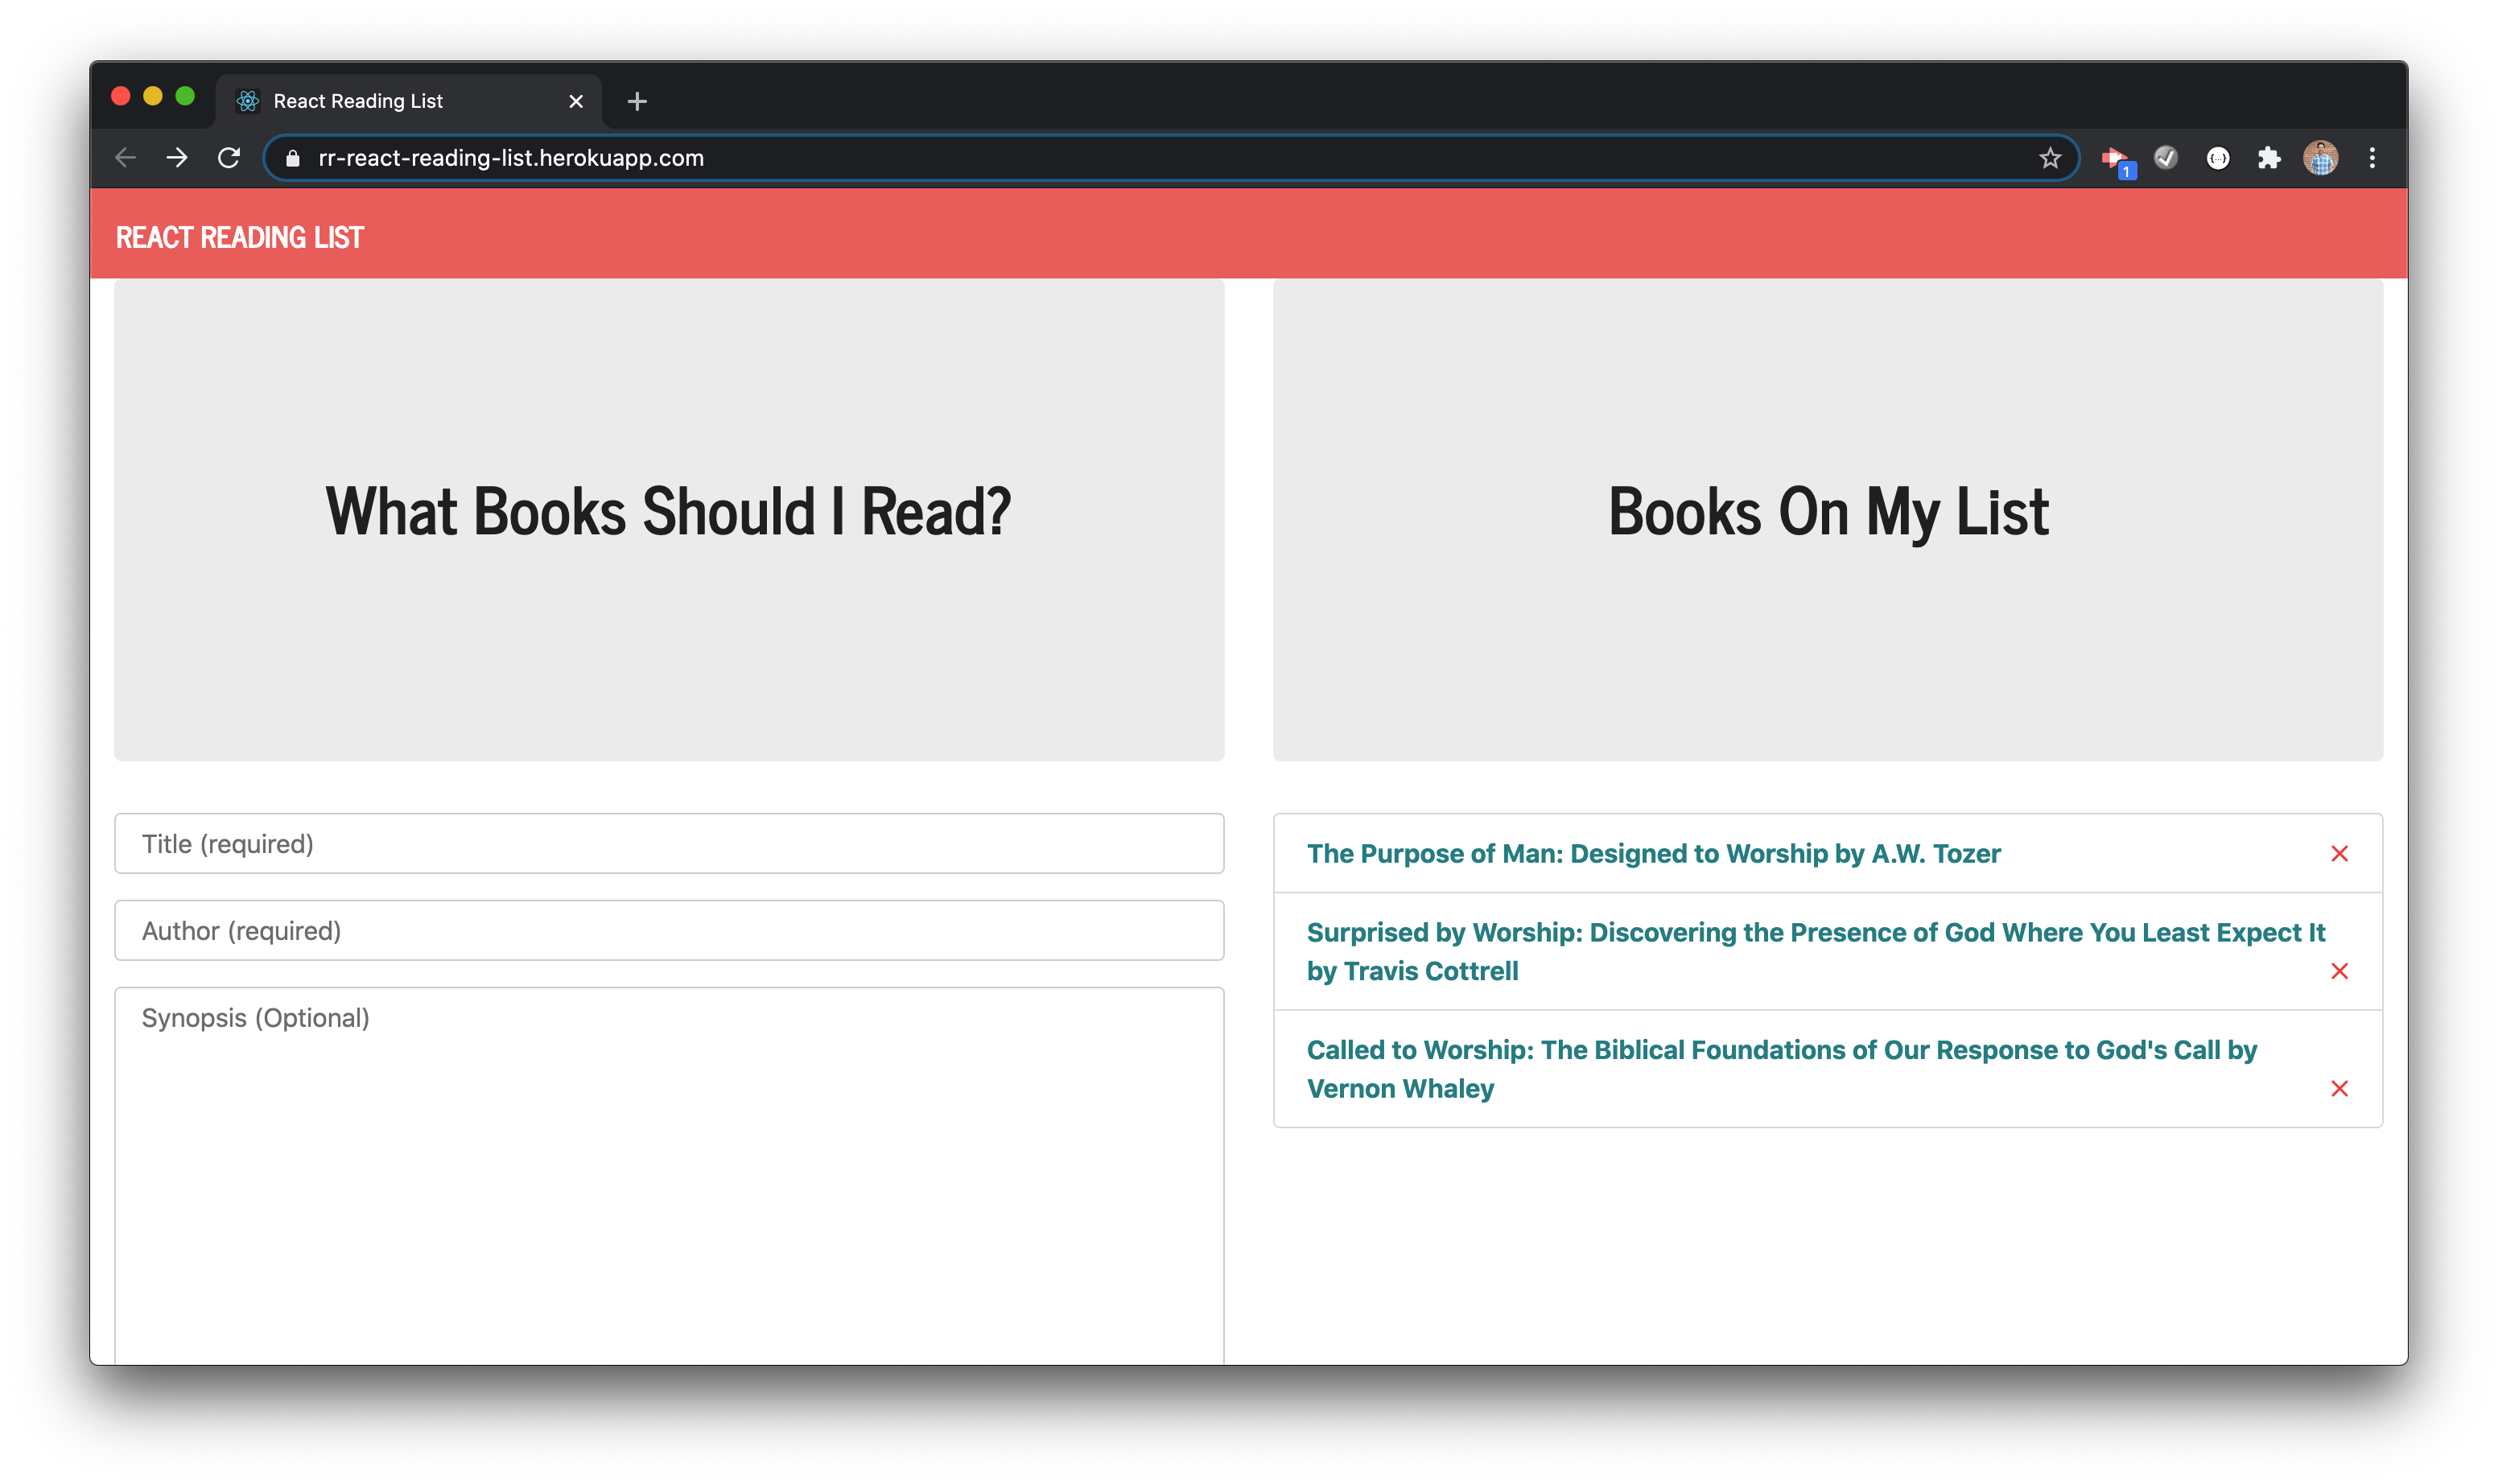 React Reading List
rr-react-reading-list.herokuapp.com
1
REACT READING LIST
What Books Should I Read?
Books On My List
Title (required)
Author (required)
Synopsis (Optional)
The Purpose of Man: Designed to Worship by A.W. Tozer
Surprised by Worship: Discovering the Presence of God Where You Least Expect It
by Travis Cottrell
Called to Worship: The Biblical Foundations of Our Response to God's Call by
Vernon Whaley